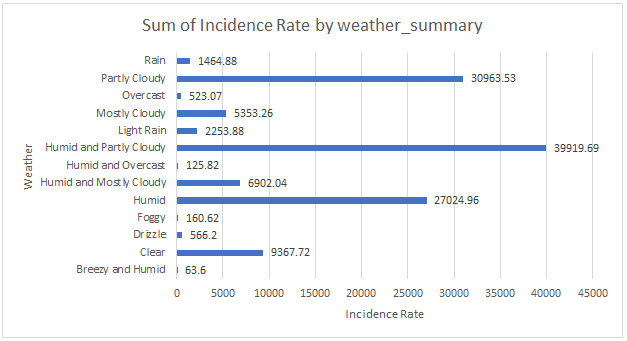 Sum of Incidence Rate by weather_summary
Rain 1464.88
Partly Cloudy 30963.53
Overcast 523.07
Mostly Cloudy 5353.26
Light Rain 2253.88
Humid and Partly Cloudy 39919.69
Humid and Overcast 125.82
Humid and Mostly Cloudy 6902.04
Humid 27024.96
Foggy 160.62
Drizzle 566.2
Clear 9367.72
Breezy and Humid 63.6
Weather
0 5000 10000 15000 20000 25000 30000 35000 40000 45000
Incidence Rate